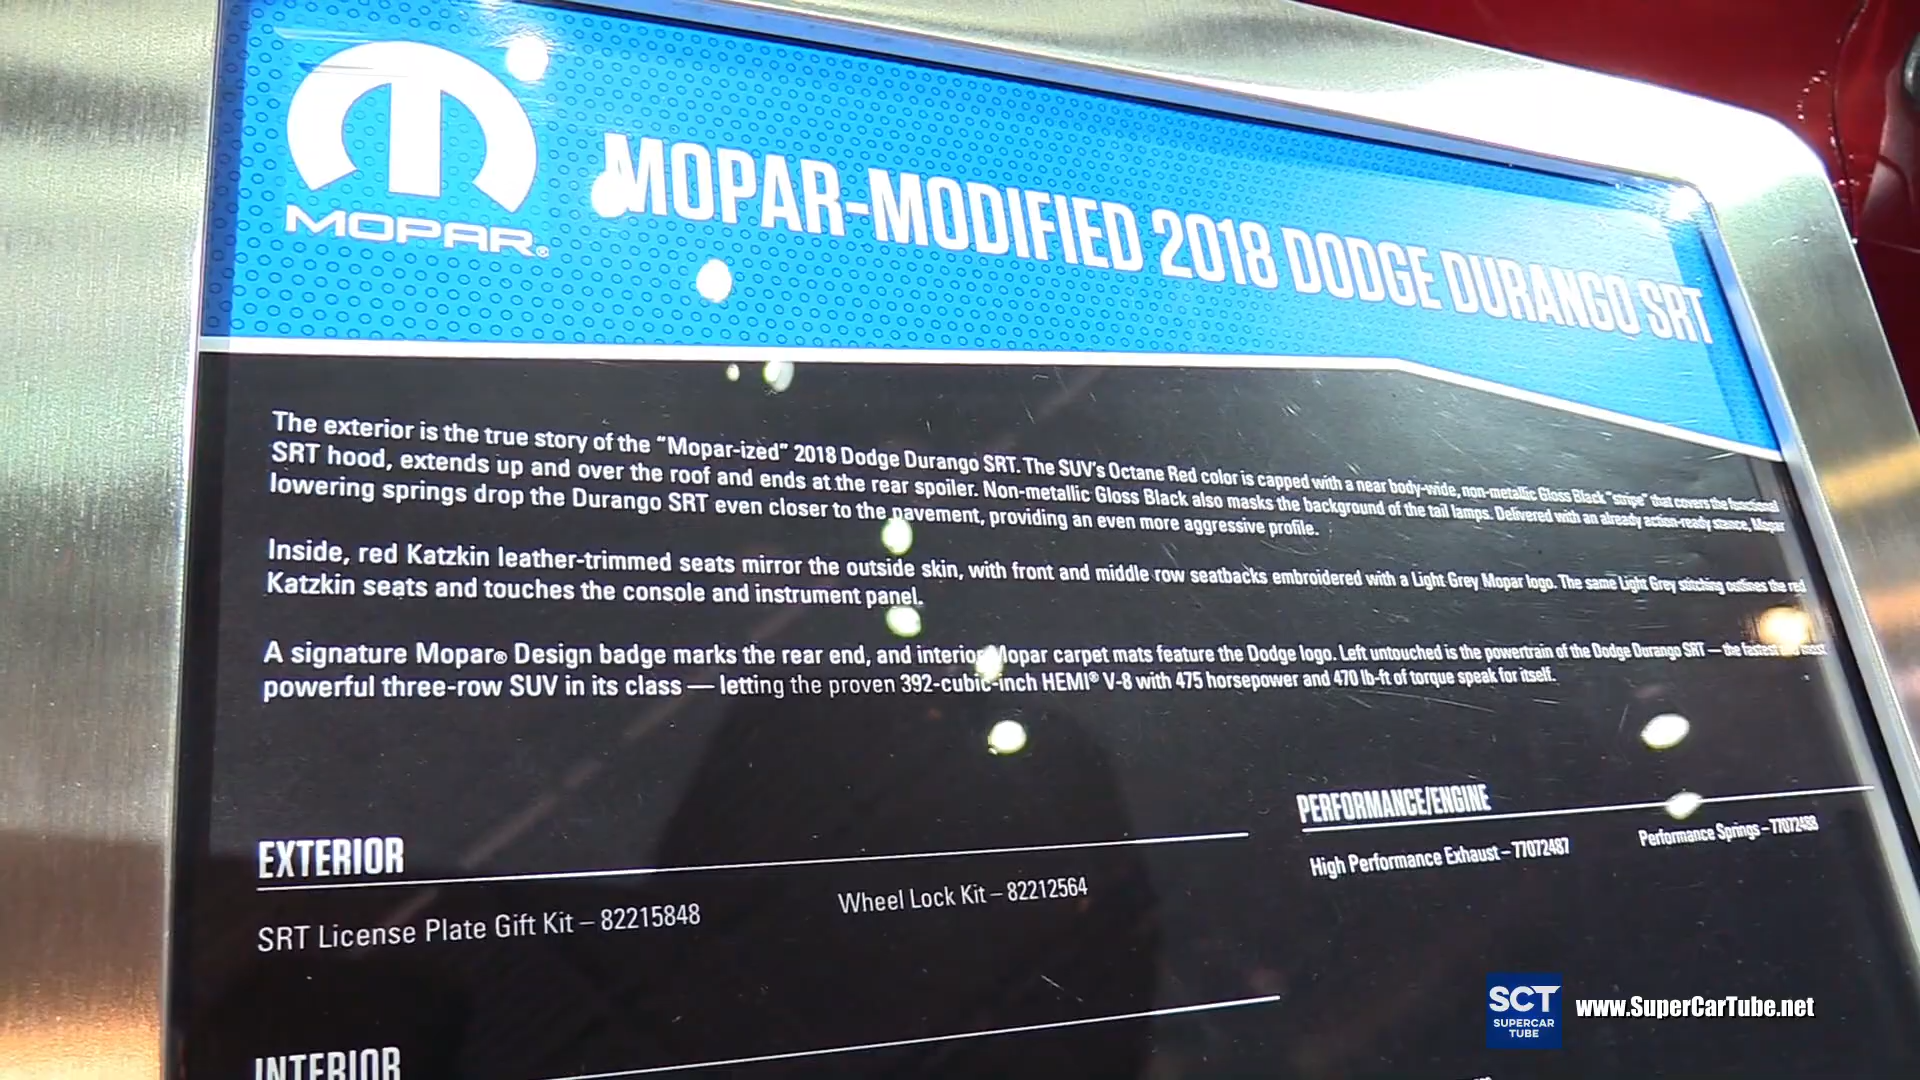 MOPAR®
MOPAR-MODIFIED 2018 DODGE DURANGO SRT
The exterior is the true story of the “Mopar-ized” 2018 Dodge Durango SRT. The SUV’s Octane Red color is capped with a near body-wide, non-metallic Gloss Black “stripe” that covers the functional
SRT hood, extends up and over the roof and ends at the rear spoiler. Non-metallic Gloss Black also masks the background of the tail lamps. Delivered with an already action-ready stance, Mopar
lowering springs drop the Durango SRT even closer to the pavement, providing an even more aggressive profile.
Inside, red Katzkin leather-trimmed seats mirror the outside skin, with front and middle row seatbacks embroidered with a Light Grey Mopar logo. The same Light Grey stitching outlines the red
Katzkin seats and touches the console and instrument panel.
A signature Mopar® Design badge marks the rear end, and interior Mopar carpet mats feature the Dodge logo. Left untouched is the powertrain of the Dodge Durango SRT — the fastest
powerful three-row SUV in its class — letting the proven 392-cubic-inch HEMI® V-8 with 475 horsepower and 470 lb-ft of torque speak for itself.
EXTERIOR
SRT License Plate Gift Kit – 82215848
Wheel Lock Kit – 82212564
PERFORMANCE/ENGINE
High Performance Exhaust – 77072487
Performance Springs – 77072488
INTERIOR
SCT
SUPERCAR
TUBE
www.SuperCarTube.net